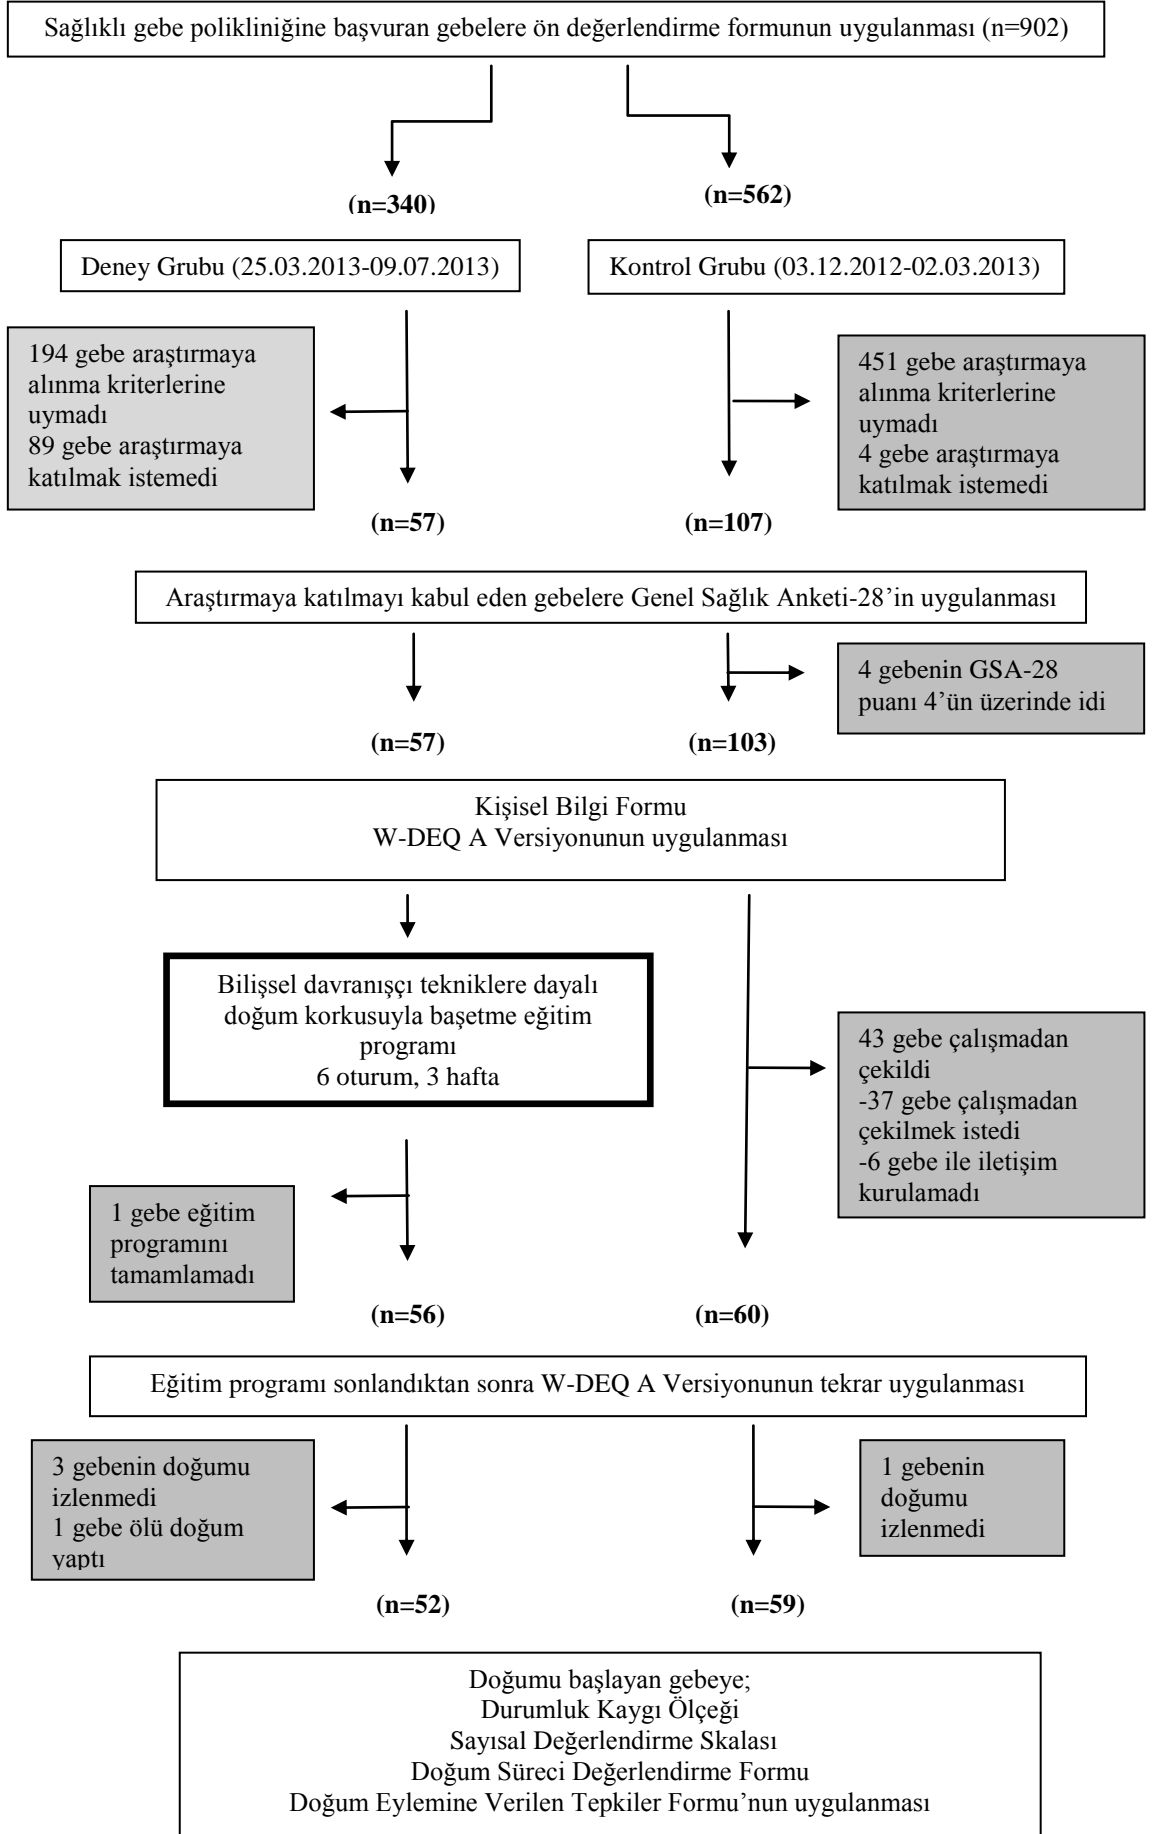 Sağlıklı gebe polikliniğine başvuran gebelere ön değerlendirme formunun uygulanması (n=902)
(n=340)
(n=562)
Deney Grubu (25.03.2013-09.07.2013)
Kontrol Grubu (03.12.2012-02.03.2013)
194 gebe araştırmaya
alınma kriterlerine
uymadı
89 gebe araştırmaya
katılmak istemedi
451 gebe araştırmaya
alınma kriterlerine
uymadı
4 gebe araştırmaya
katılmak istemedi
(n=57)
(n=107)
Araştırmaya katılmayı kabul eden gebelere Genel Sağlık Anketi-28’in uygulanması
4 gebenin GSA-28
puanı 4’ün üzerinde idi
(n=57)
(n=103)
Kişisel Bilgi Formu
W-DEQ A Versiyonunun uygulanması
Bilişsel davranışçı tekniklere dayalı
doğum korkusuyla başetme eğitim
programı
6 oturum, 3 hafta
43 gebe çalışmadan
çekildi
-37 gebe çalışmadan
çekilmek istedi
-6 gebe ile iletişim
kurulamadı
1 gebe eğitim
programını
tamamlamadı
(n=56)
(n=60)
Eğitim programı sonlandıktan sonra W-DEQ A Versiyonunun tekrar uygulanması
3 gebenin doğumu
izlenmedi
1 gebe ölü doğum
yaptı
1 gebenin
doğumu
izlenmedi
(n=52)
(n=59)
Doğumu başlayan gebeye;
Durumluk Kaygı Ölçeği
Sayısal Değerlendirme Skalası
Doğum Süreci Değerlendirme Formu
Doğum Eylemine Verilen Tepkiler Formu’nun uygulanması